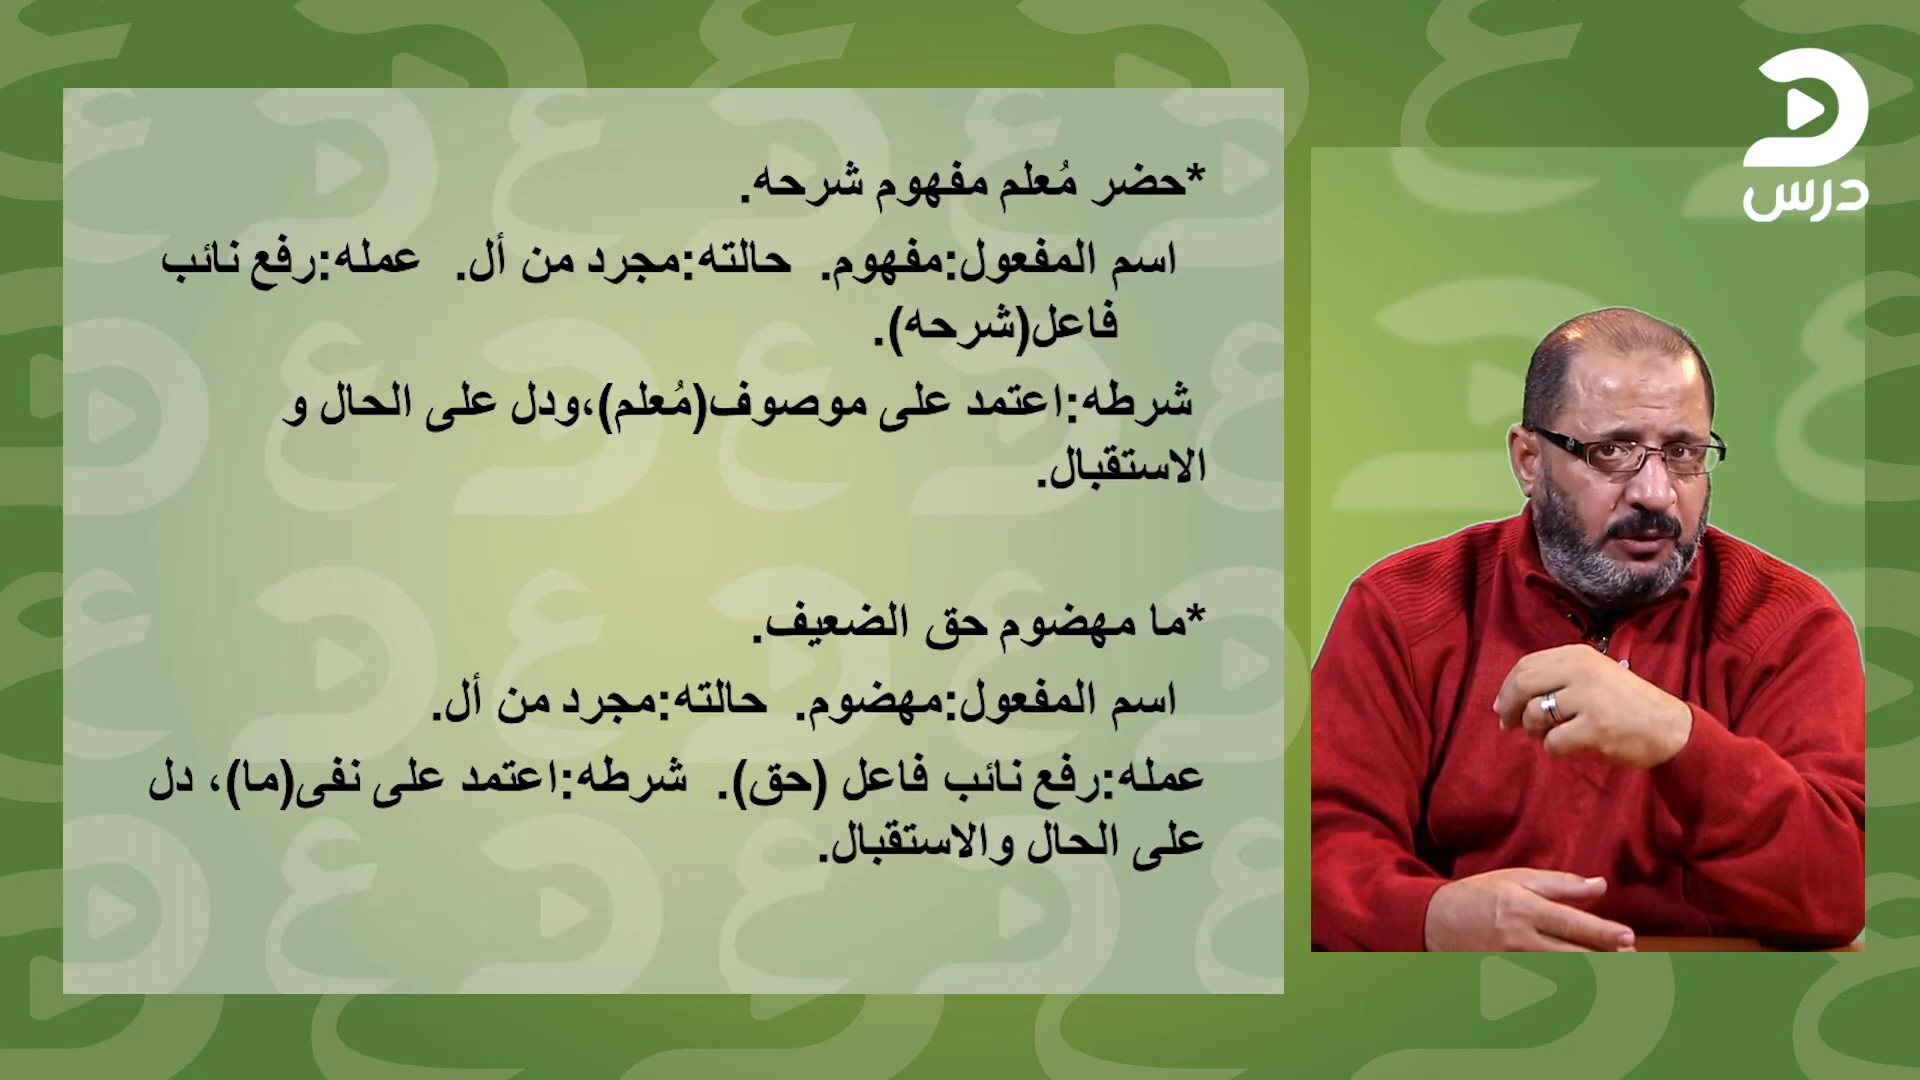 *حضر مُعلم مفهوم شرحه.
اسم المفعول:مفهوم. حالته:مجرد من أل. عمله:رفع نائب
فاعل(شرحه).
شرطه:اعتمد على موصوف(مُعلم)،ودل على الحال و
الاستقبال.
*ما مهضوم حق الضعيف.
اسم المفعول:مهضوم. حالته:مجرد من أل.
عمله:رفع نائب فاعل (حق). شرطه:اعتمد على نفى(ما)، دل
على الحال والاستقبال.
درس